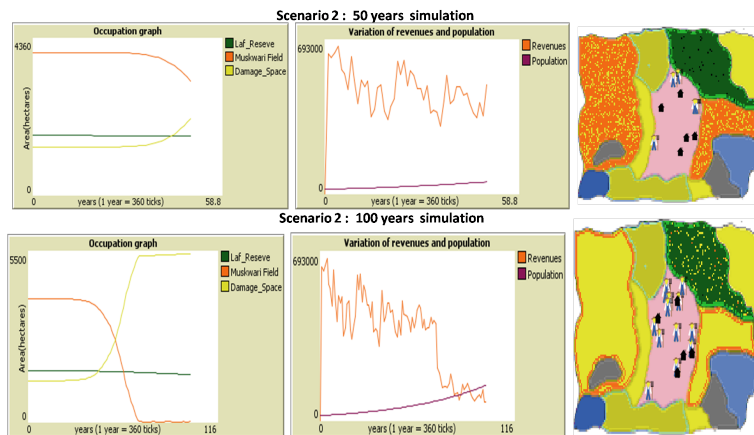 Scenario 2 : 50 years simulation
Occupation graph
4360
Area(hectares)
0
0
years (1 year = 360 ticks)
58.8
Laf_Reseve
Muskwari Field
Damage_Space
Variation of revenues and population
693000
0
0
years (1 year = 360 ticks)
58.8
Revenues
Population
Scenario 2 : 100 years simulation
Occupation graph
5500
Area(hectares)
0
0
years (1 year = 360 ticks)
116
Laf_Reseve
Muskwari Field
Damage_Space
Variation of revenues and population
693000
0
0
years (1 year = 360 ticks)
116
Revenues
Population